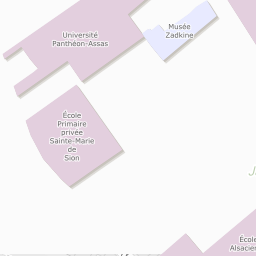 Université
Panthéon-Assas
Musée
Zadkine
École
Primaire
privée
Sainte-Marie
de
Sion
École
Alsacien